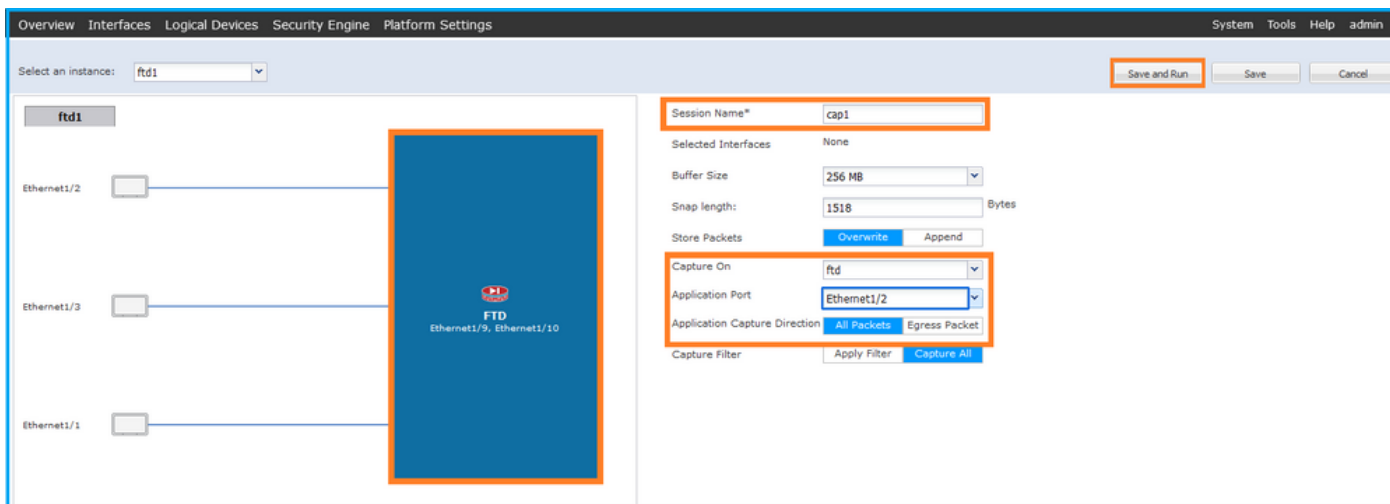 Overview Interfaces Logical Devices Security Engine Platform Settings System Tools Help admin
Select an instance: ftd1 Save and Run Save Cancel
ftd1
Ethernet1/2
Ethernet1/3
Ethernet1/1
FTD
Ethernet1/9, Ethernet1/10
Session Name* cap1
Selected Interfaces None
Buffer Size 256 MB
Snap length: 1518 Bytes
Store Packets Overwrite Append
Capture On ftd
Application Port Ethernet1/2
Application Capture Direction All Packets Egress Packet
Capture Filter Apply Filter Capture All